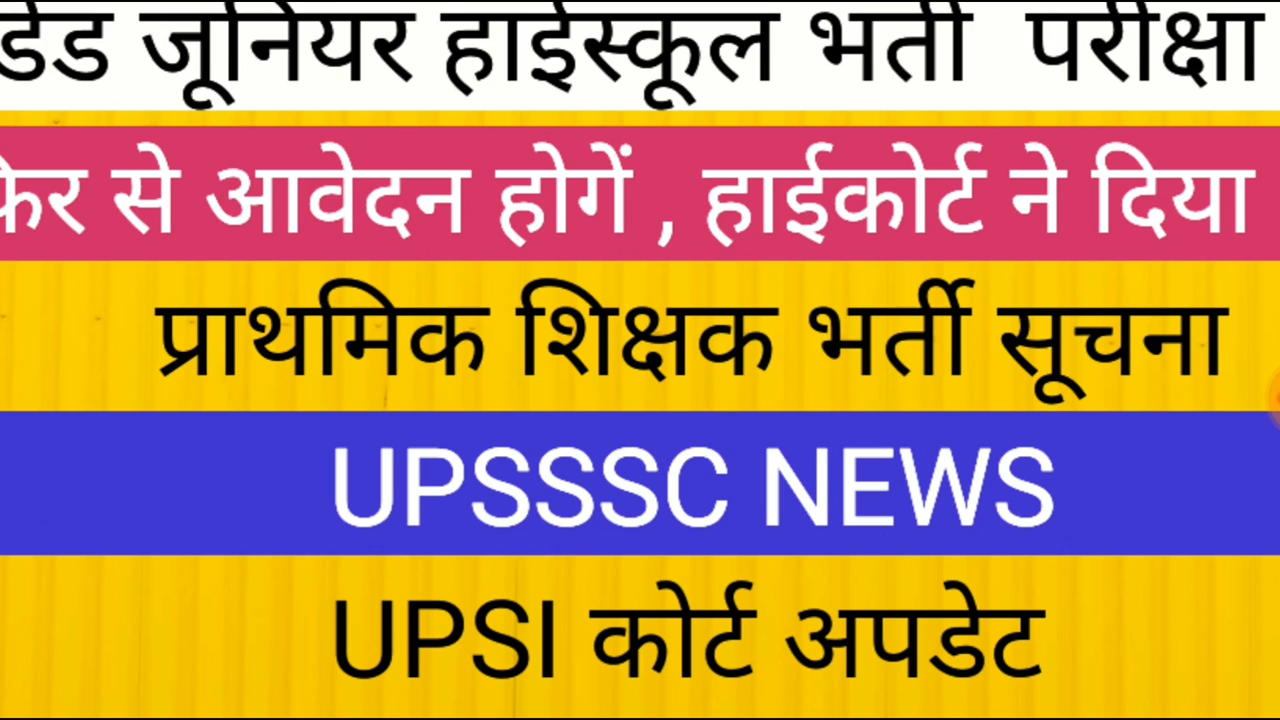 जूनियर हाईस्कूल भर्ती परीक्षा
से आवेदन होगें , हाईकोर्ट ने दिया
प्राथमिक शिक्षक भर्ती सूचना
UPSSSC NEWS
UPSI कोर्ट अपडेट